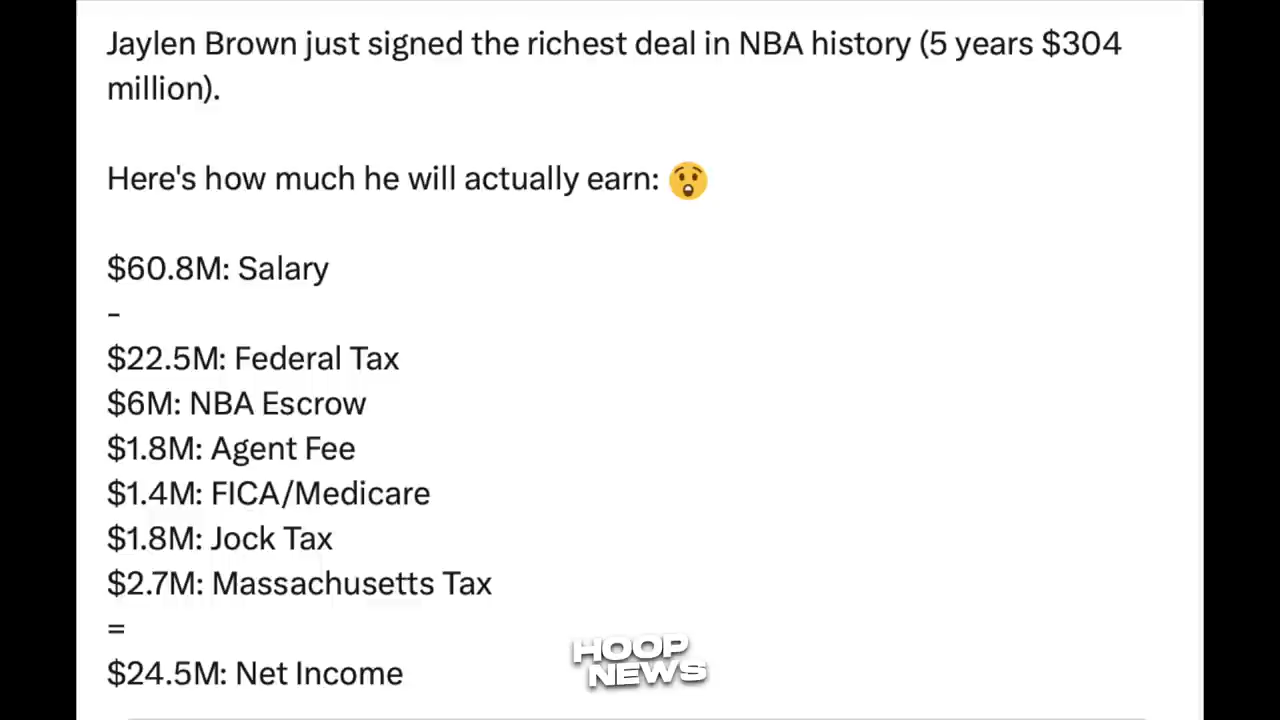 Jaylen Brown just signed the richest deal in NBA history (5 years $304
million).
Here's how much he will actually earn: 😲
$60.8M: Salary
-
$22.5M: Federal Tax
$6M: NBA Escrow
$1.8M: Agent Fee
$1.4M: FICA/Medicare
$1.8M: Jock Tax
$2.7M: Massachusetts Tax
=
$24.5M: Net Income
HOOP
NEWS